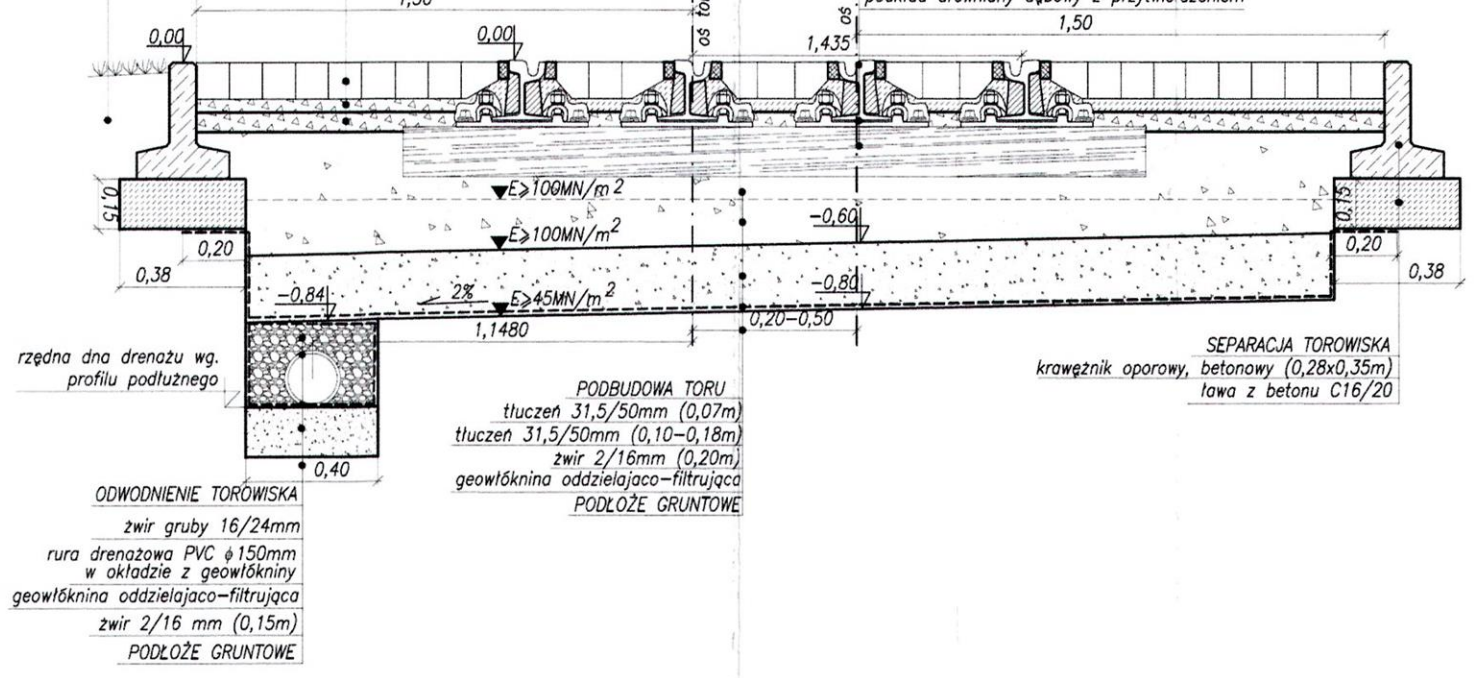 1,50
oś
oś
podkład drewniany dębowy z przytwierdzeniem
1,50
0,00
0,00
1,435
E≥100MN/m2
0,15
0,15
-0,60
E≥100MN/m2
0,20
0,20
0,38
0,38
-0,84
2%
E≥45MN/m2
-0,80
1,1480
0,20-0,50
rzędna dna drenażu wg.
profilu podłużnego
SEPARACJA TOROWISKA
krawężnik oporowy, betonowy (0,28x0,35m)
ława z betonu C16/20
PODBUDOWA TORU
tłuczeń 31,5/50mm (0,07m)
tłuczeń 31,5/50mm (0,10-0,18m)
żwir 2/16mm (0,20m)
geowłóknina oddzielajaco-filtrująca
PODŁOŻE GRUNTOWE
0,40
ODWODNIENIE TOROWISKA
żwir gruby 16/24mm
rura drenażowa PVC ϕ150mm
w okładzie z geowłókniny
geowłóknina oddzielajaco-filtrująca
żwir 2/16 mm (0,15m)
PODŁOŻE GRUNTOWE